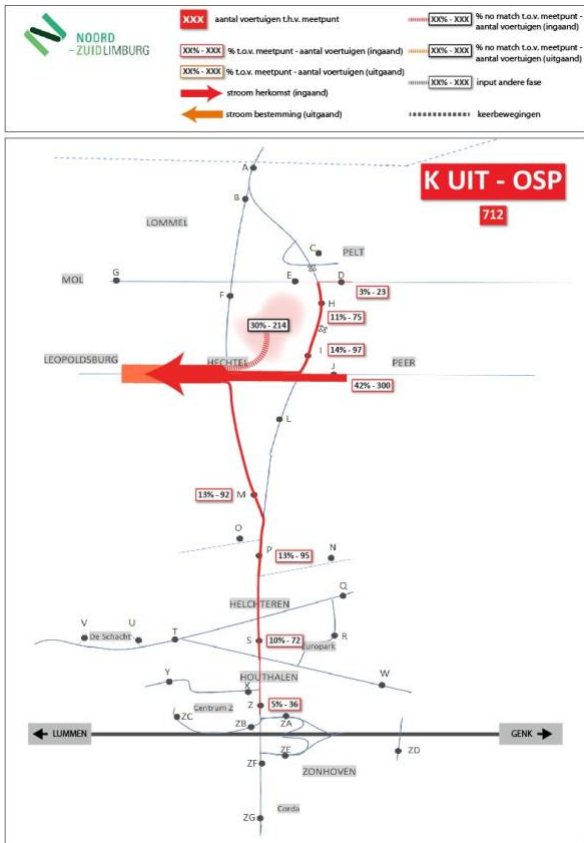 NOORD
-ZUIDLIMBURG
XXX aantal voertuigen t.h.v. meetpunt
XX% - XXX % t.o.v. meetpunt - aantal voertuigen (ingaand)
XX% - XXX % t.o.v. meetpunt - aantal voertuigen (uitgaand)
stroom herkomst (ingaand)
stroom bestemming (uitgaand)
XX% - XXX % no match t.o.v. meetpunt -
aantal voertuigen (ingaand)
XX% - XXX % no match t.o.v. meetpunt -
aantal voertuigen (uitgaand)
XX% - XXX input andere fase
keerbewegingen
K UIT - OSP
712
A
B
LOMMEL
C
PELT
MOL
G
E
D
3% - 23
F
H
11% - 75
30% - 214
I
14% - 97
LEOPOLDSBURG
HECHTEL
J
PEER
42% - 300
L
13% - 92
M
O
P
13% - 95
N
HELCHTEREN
Q
V
U
De Schacht
T
S
10% - 72
R
Europark
HOUTHALEN
Y
X
W
Z
5% - 36
Centrum Z
ZC
ZB
ZA
LUMMEN
GENK
ZE
ZD
ZF
ZONHOVEN
ZG
Corda